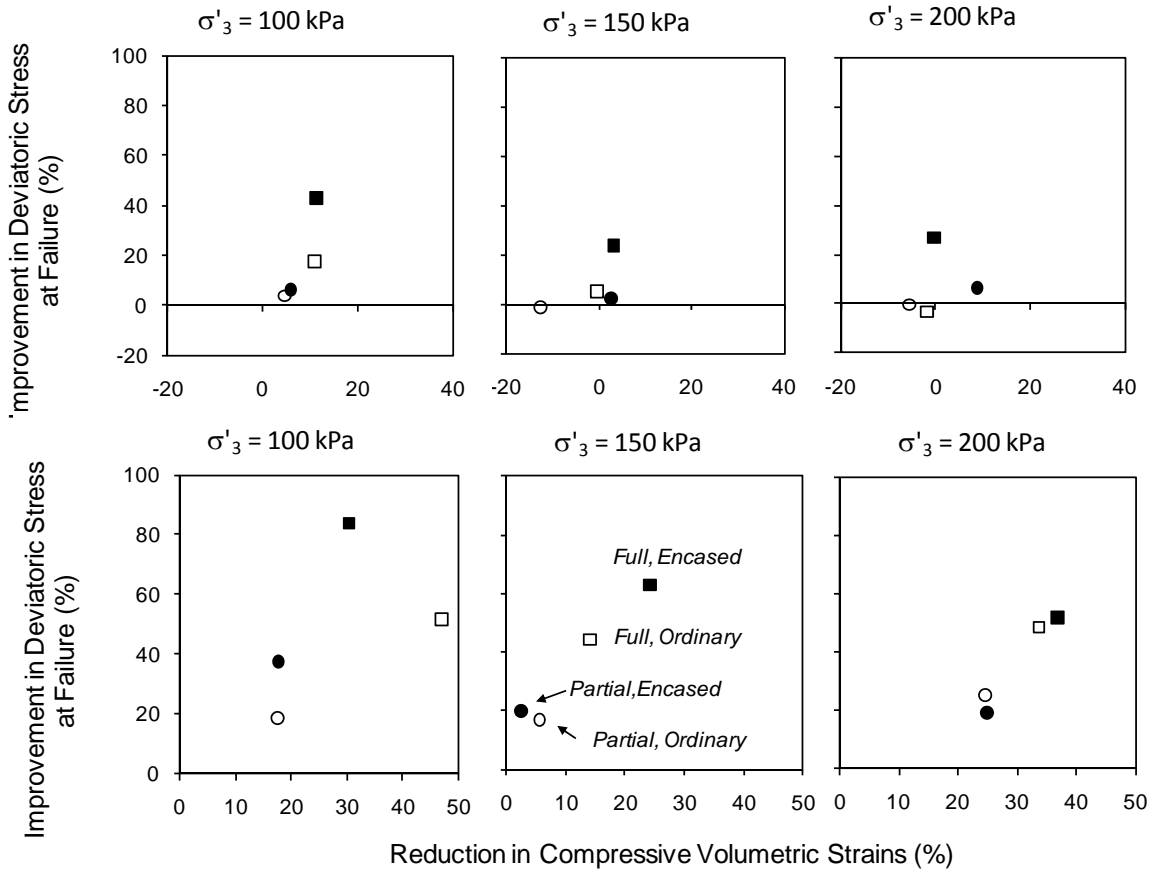 σ'3 = 100 kPa
σ'3 = 150 kPa
σ'3 = 200 kPa
Improvement in Deviatoric Stress
at Failure (%)
100
80
60
40
20
0
-20
-20 0 20 40
-20 0 20 40
-20 0 20 40
σ'3 = 100 kPa
σ'3 = 150 kPa
σ'3 = 200 kPa
Improvement in Deviatoric Stress
at Failure (%)
100
80
60
40
20
0
Full, Encased
Full, Ordinary
Partial,Encased
Partial, Ordinary
0 10 20 30 40 50
0 10 20 30 40 50
0 10 20 30 40 50
Reduction in Compressive Volumetric Strains (%)